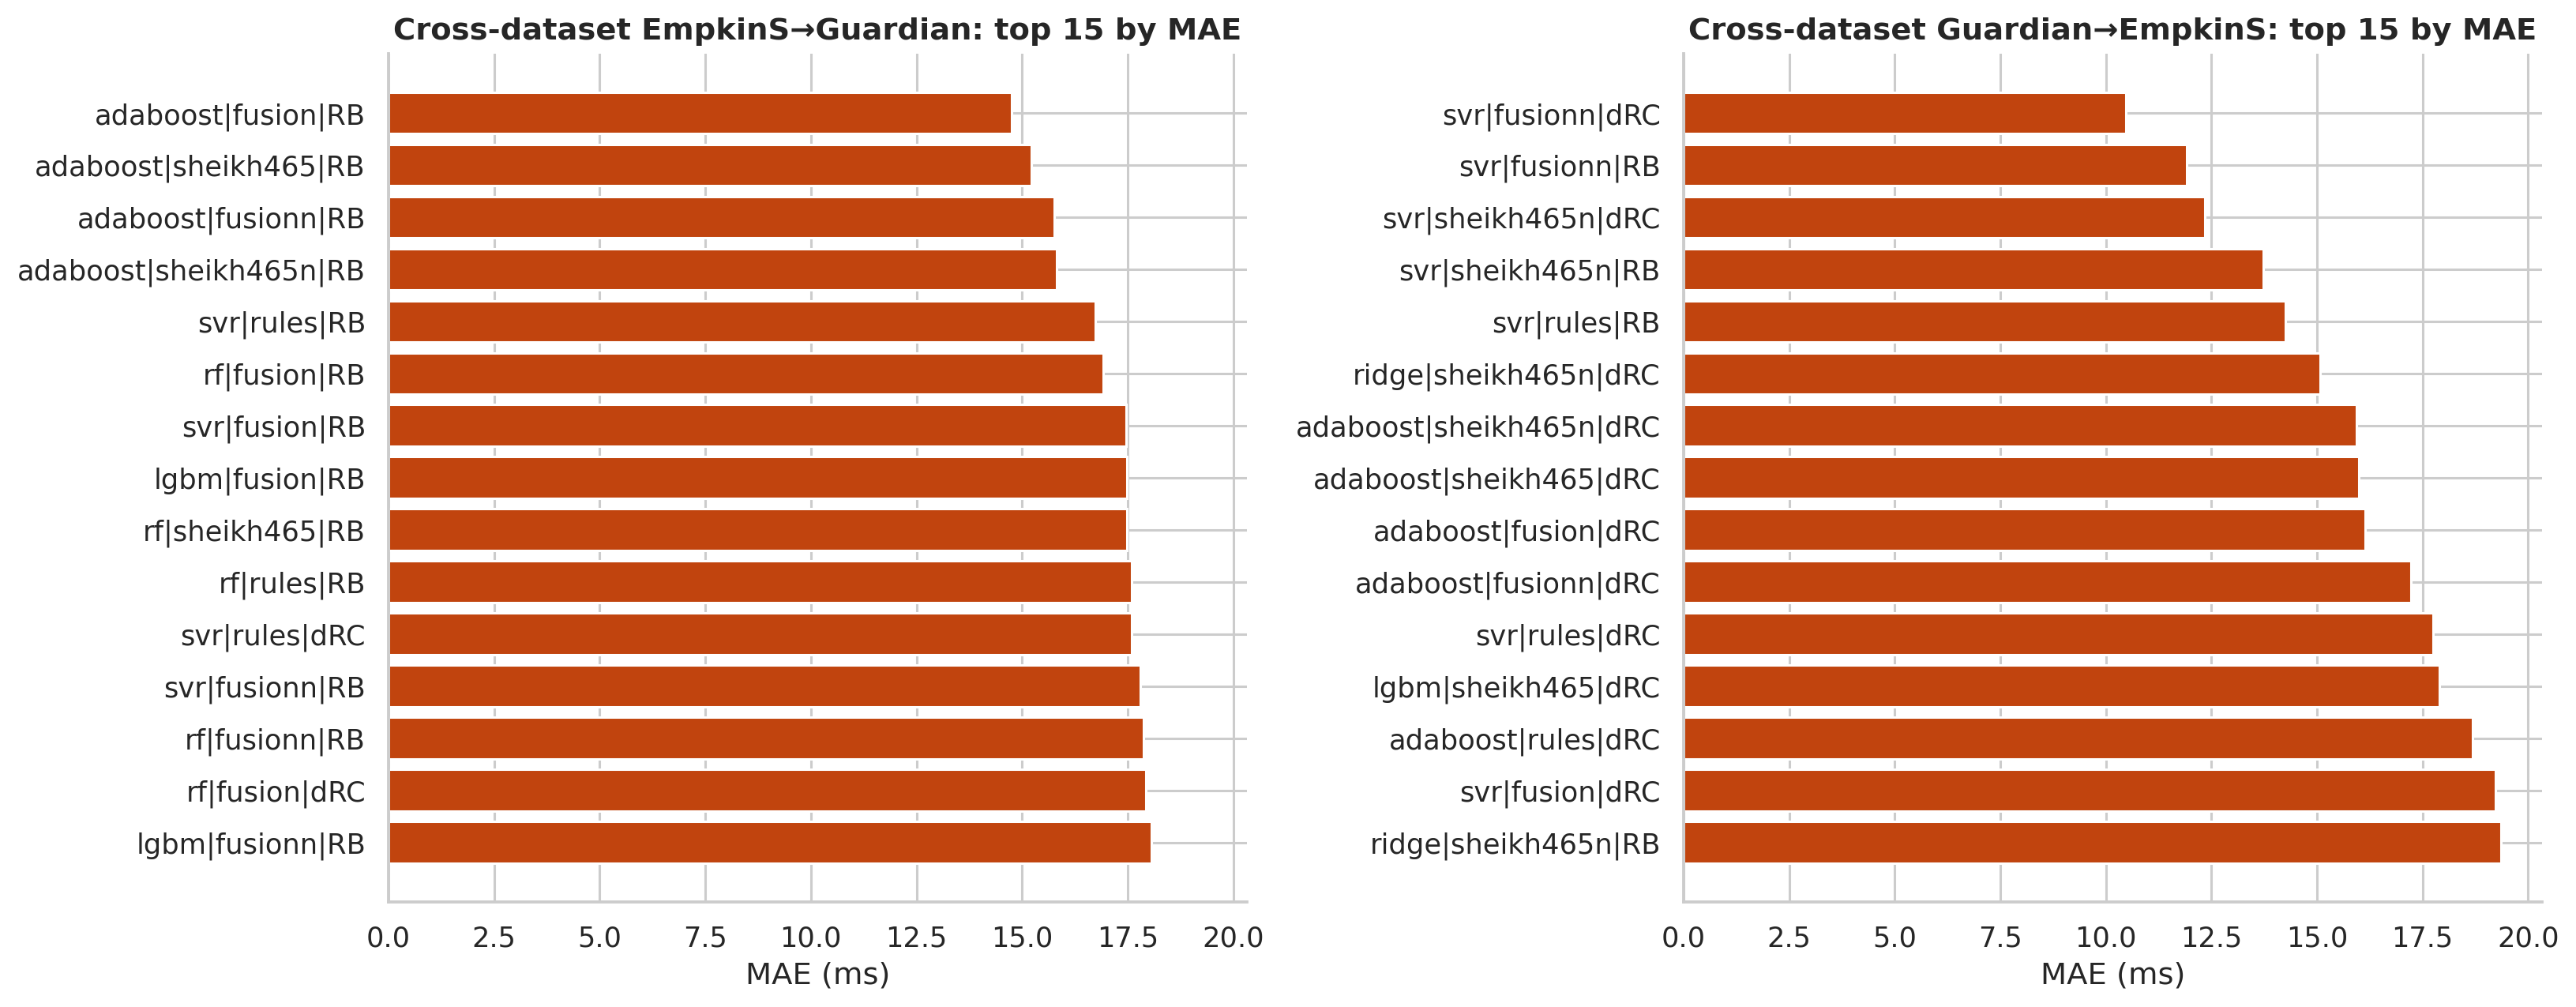 Cross-dataset EmpkinS→Guardian: top 15 by MAE
adaboost|fusion|RB
adaboost|sheikh465|RB
adaboost|fusionn|RB
adaboost|sheikh465n|RB
svr|rules|RB
rf|fusion|RB
svr|fusion|RB
lgbm|fusion|RB
rf|sheikh465|RB
rf|rules|RB
svr|rules|dRC
svr|fusionn|RB
rf|fusionn|RB
rf|fusion|dRC
lgbm|fusionn|RB
0.0 2.5 5.0 7.5 10.0 12.5 15.0 17.5 20.0
MAE (ms)
Cross-dataset Guardian→EmpkinS: top 15 by MAE
svr|fusionn|dRC
svr|fusionn|RB
svr|sheikh465n|dRC
svr|sheikh465n|RB
svr|rules|RB
ridge|sheikh465n|dRC
adaboost|sheikh465n|dRC
adaboost|sheikh465|dRC
adaboost|fusion|dRC
adaboost|fusionn|dRC
svr|rules|dRC
lgbm|sheikh465|dRC
adaboost|rules|dRC
svr|fusion|dRC
ridge|sheikh465n|RB
0.0 2.5 5.0 7.5 10.0 12.5 15.0 17.5 20.0
MAE (ms)